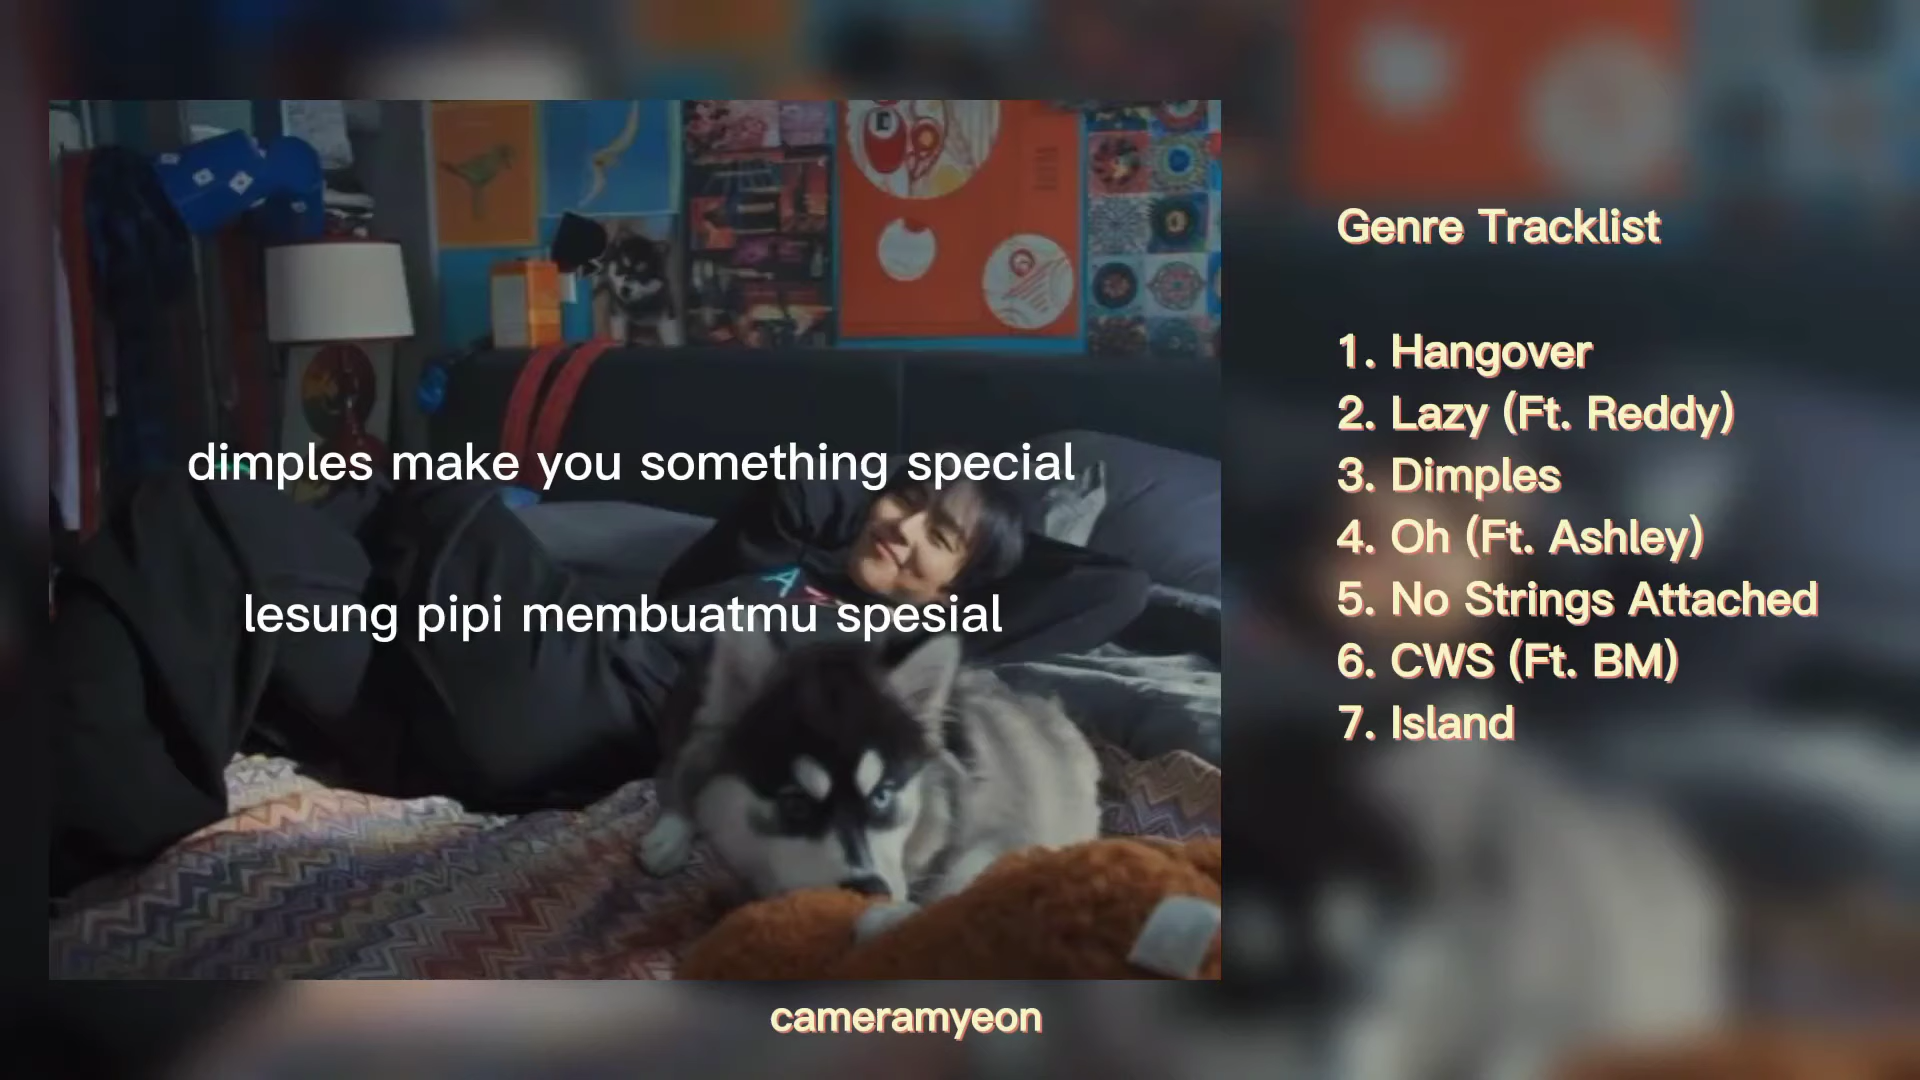 dimples make you something special
lesung pipi membuatmu spesial
Genre Tracklist
1. Hangover
2. Lazy (Ft. Reddy)
3. Dimples
4. Oh (Ft. Ashley)
5. No Strings Attached
6. CWS (Ft. BM)
7. Island
cameramyeon